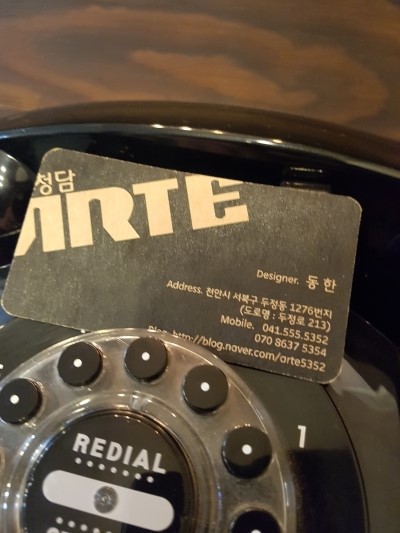 청담
ARTE
Designer. 동 한
Address. 천안시 서북구 두정동 1276번지
(도로명 : 두정로 213)
Mobile. 041.555.5352
070 8637 5354
Blog. http://blog.naver.com/arte5352
1
REDIAL